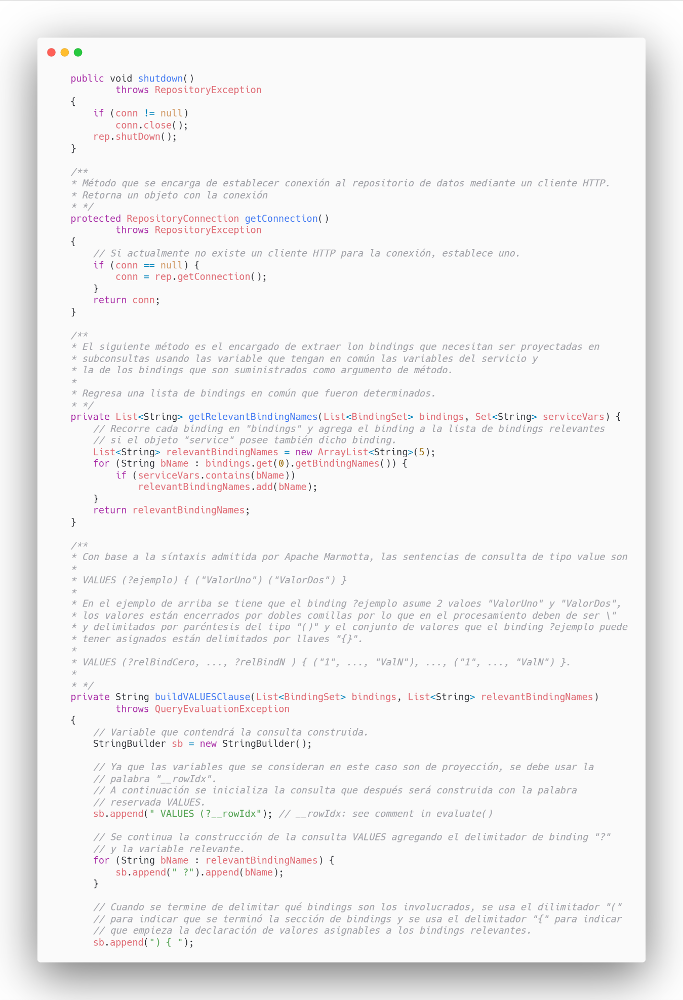 public void shutdown()
throws RepositoryException
{
if (conn != null)
conn.close();
rep.shutDown();
}
/**
* Método que se encarga de establecer conexión al repositorio de datos mediante un cliente HTTP.
* Retorna un objeto con la conexión
* */
protected RepositoryConnection getConnection()
throws RepositoryException
{
// Si actualmente no existe un cliente HTTP para la conexión, establece uno.
if (conn == null) {
conn = rep.getConnection();
}
return conn;
}
/**
* El siguiente método es el encargado de extraer lon bindings que necesitan ser proyectadas en
* subconsultas usando las variable que tengan en común las variables del servicio y
* la de los bindings que son suministrados como argumento de método.
*
* Regresa una lista de bindings en común que fueron determinados.
* */
private List<String> getRelevantBindingNames(List<BindingSet> bindings, Set<String> serviceVars) {
// Recorre cada binding en "bindings" y agrega el binding a la lista de bindings relevantes
// si el objeto "service" posee también dicho binding.
List<String> relevantBindingNames = new ArrayList<String>(5);
for (String bName : bindings.get(0).getBindingNames()) {
if (serviceVars.contains(bName))
relevantBindingNames.add(bName);
}
return relevantBindingNames;
}
/**
* Con base a la síntaxis admitida por Apache Marmotta, las sentencias de consulta de tipo value son
*
* VALUES (?ejemplo) { ("ValorUno") ("ValorDos") }
*
* En el ejemplo de arriba se tiene que el binding ?ejemplo asume 2 valoes "ValorUno" y "ValorDos",
* los valores están encerrados por dobles comillas por lo que en el procesamiento deben de ser \"
* y delimitados por paréntesis del tipo "()" y el conjunto de valores que el binding ?ejemplo puede
* tener asignados están delimitados por llaves "{}".
*
* VALUES (?relBindCero, ..., ?relBindN ) { ("1", ..., "ValN"), ..., ("1", ..., "ValN") }.
*
* */
private String buildVALUESClause(List<BindingSet> bindings, List<String> relevantBindingNames)
throws QueryEvaluationException
{
// Variable que contendrá la consulta construida.
StringBuilder sb = new StringBuilder();
// Ya que las variables que se consideran en este caso son de proyección, se debe usar la
// palabra "__rowIdx".
// A continuación se inicializa la consulta que después será construida con la palabra
// reservada VALUES.
sb.append(" VALUES (?__rowIdx"); // __rowIdx: see comment in evaluate()
// Se continua la construcción de la consulta VALUES agregando el delimitador de binding "?"
// y la variable relevante.
for (String bName : relevantBindingNames) {
sb.append(" ?").append(bName);
}
// Cuando se termine de delimitar qué bindings son los involucrados, se usa el dilimitador "("
// para indicar que se terminó la sección de bindings y se usa el delimitador "{" para indicar
// que empieza la declaración de valores asignables a los bindings relevantes.
sb.append(") { ");